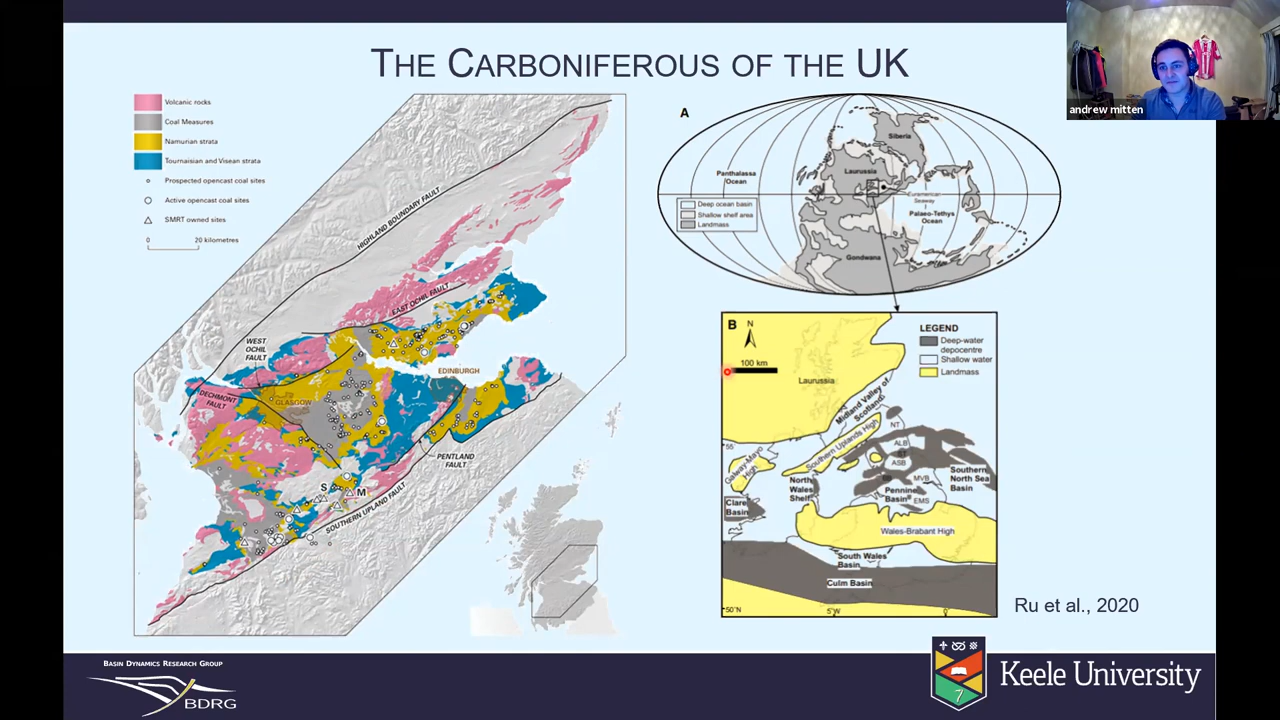 THE CARBONIFEROUS OF THE UK
andrew mitten
Volcanic rocks
Coal Measures
Namurian strata
Tournaisian and Visean strata
Prospected opencast coal sites
Active opencast coal sites
SMRT owned sites
0 20 kilometres
HIGHLAND BOUNDARY FAULT
EAST OCHIL FAULT
WEST
OCHIL
FAULT
DECHMONT
FAULT
GLASGOW
EDINBURGH
PENTLAND
FAULT
S
M
SOUTHERN UPLAND FAULT
A
Siberia
Laurussia
Panthalassa
Ocean
Seaway
Palaeo-Tethys
Ocean
Gondwana
Deep ocean basin
Shallow shelf area
Landmass
B
N
100 km
LEGEND
Deep-water
depocentre
Shallow water
Landmass
Laurussia
Midland Valley of
Scotland
Southern Uplands High
Galway-Mayo
High
NT
ALB
ASB
MVB
EMS
55
North
Wales
Shelf
Clare
Basin
Pennine
Basin
Southern
North Sea
Basin
Wales-Brabant High
South Wales
Basin
Culm Basin
50°N
5°W
0
Ru et al., 2020
BASIN DYNAMICS RESEARCH GROUP
BDRG
Keele University